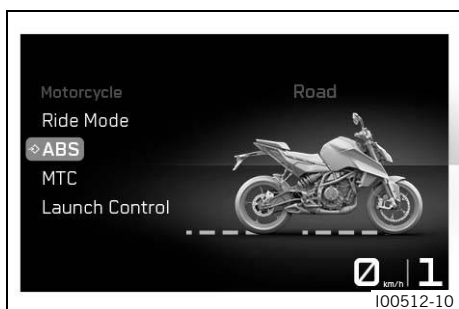 Motorcycle
Road
Ride Mode
ABS
MTC
Launch Control
0 km/h 1
I00512-10